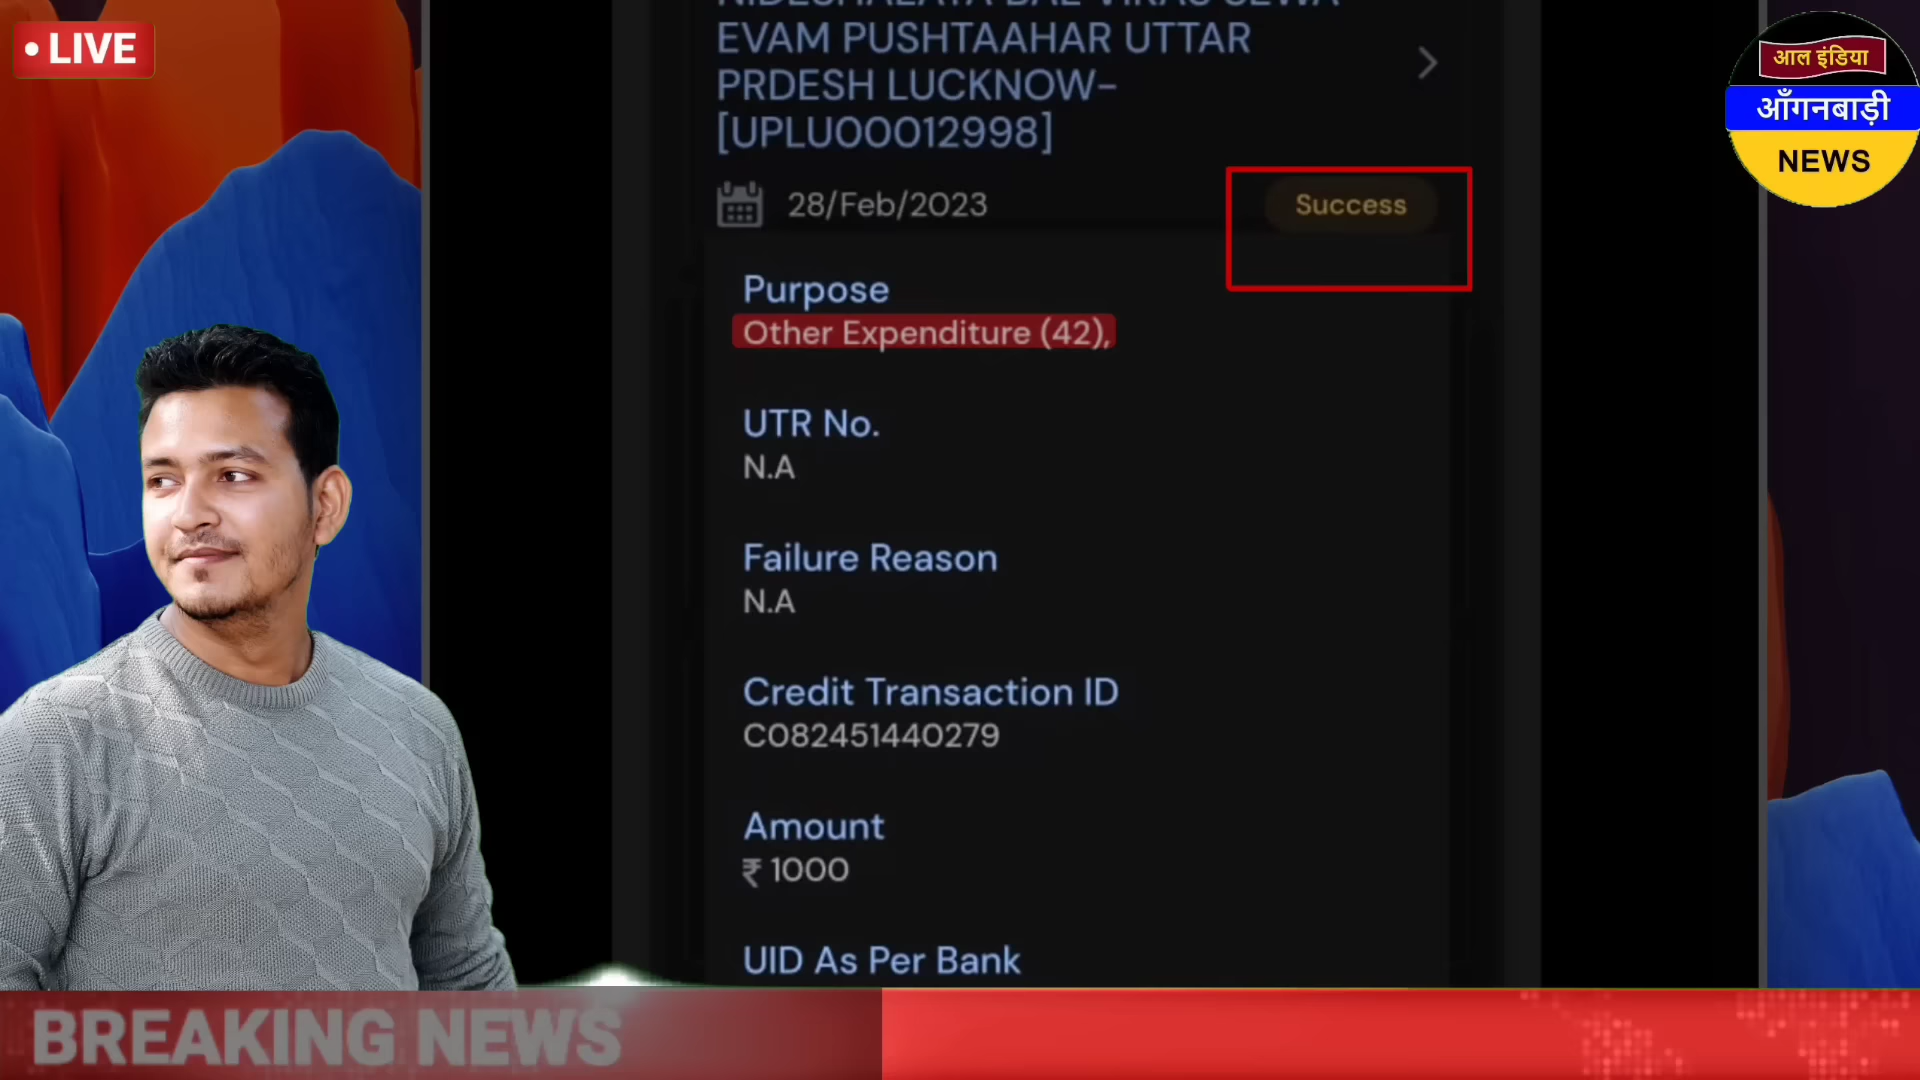 • LIVE
EVAM PUSHTAAHAR UTTAR
PRDESH LUCKNOW-
[UPLU00012998]
28/Feb/2023
Success
Purpose
Other Expenditure (42),
UTR No.
N.A
Failure Reason
N.A
Credit Transaction ID
C082451440279
Amount
₹ 1000
UID As Per Bank
आल इंडिया
आँगनबाड़ी
NEWS
BREAKING NEWS